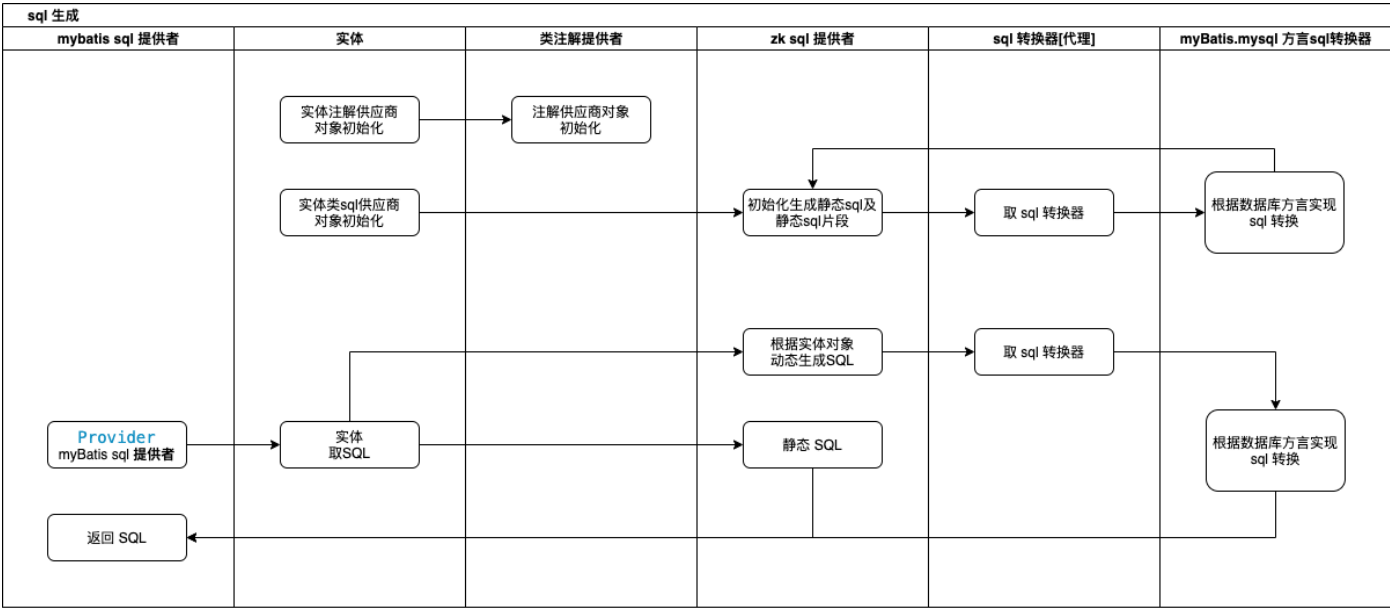 sql 生成
mybatis sql 提供者
实体
类注解提供者
zk sql 提供者
sql 转换器[代理]
myBatis.mysql 方言sql转换器
实体注解供应商
对象初始化
注解供应商对象
初始化
实体类sql供应商
对象初始化
初始化生成静态sql及
静态sql片段
取 sql 转换器
根据数据库方言实现
sql 转换
根据实体对象
动态生成SQL
取 sql 转换器
Provider
myBatis sql 提供者
实体
取SQL
静态 SQL
根据数据库方言实现
sql 转换
返回 SQL